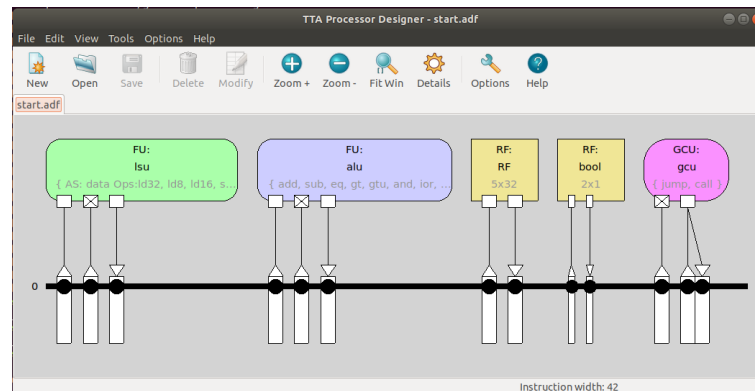 TTA Processor Designer - start.adf
File Edit View Tools Options Help
New Open Save Delete Modify Zoom + Zoom - Fit Win Details Options Help
start.adf
FU: FU: RF: RF: GCU:
lsu alu RF bool gcu
{ AS: data Ops:ld32, ld8, ld16, s... { add, sub, eq, gt, gtu, and, ior, ... 5x32 2x1 { jump, call }
0
Instruction width: 42